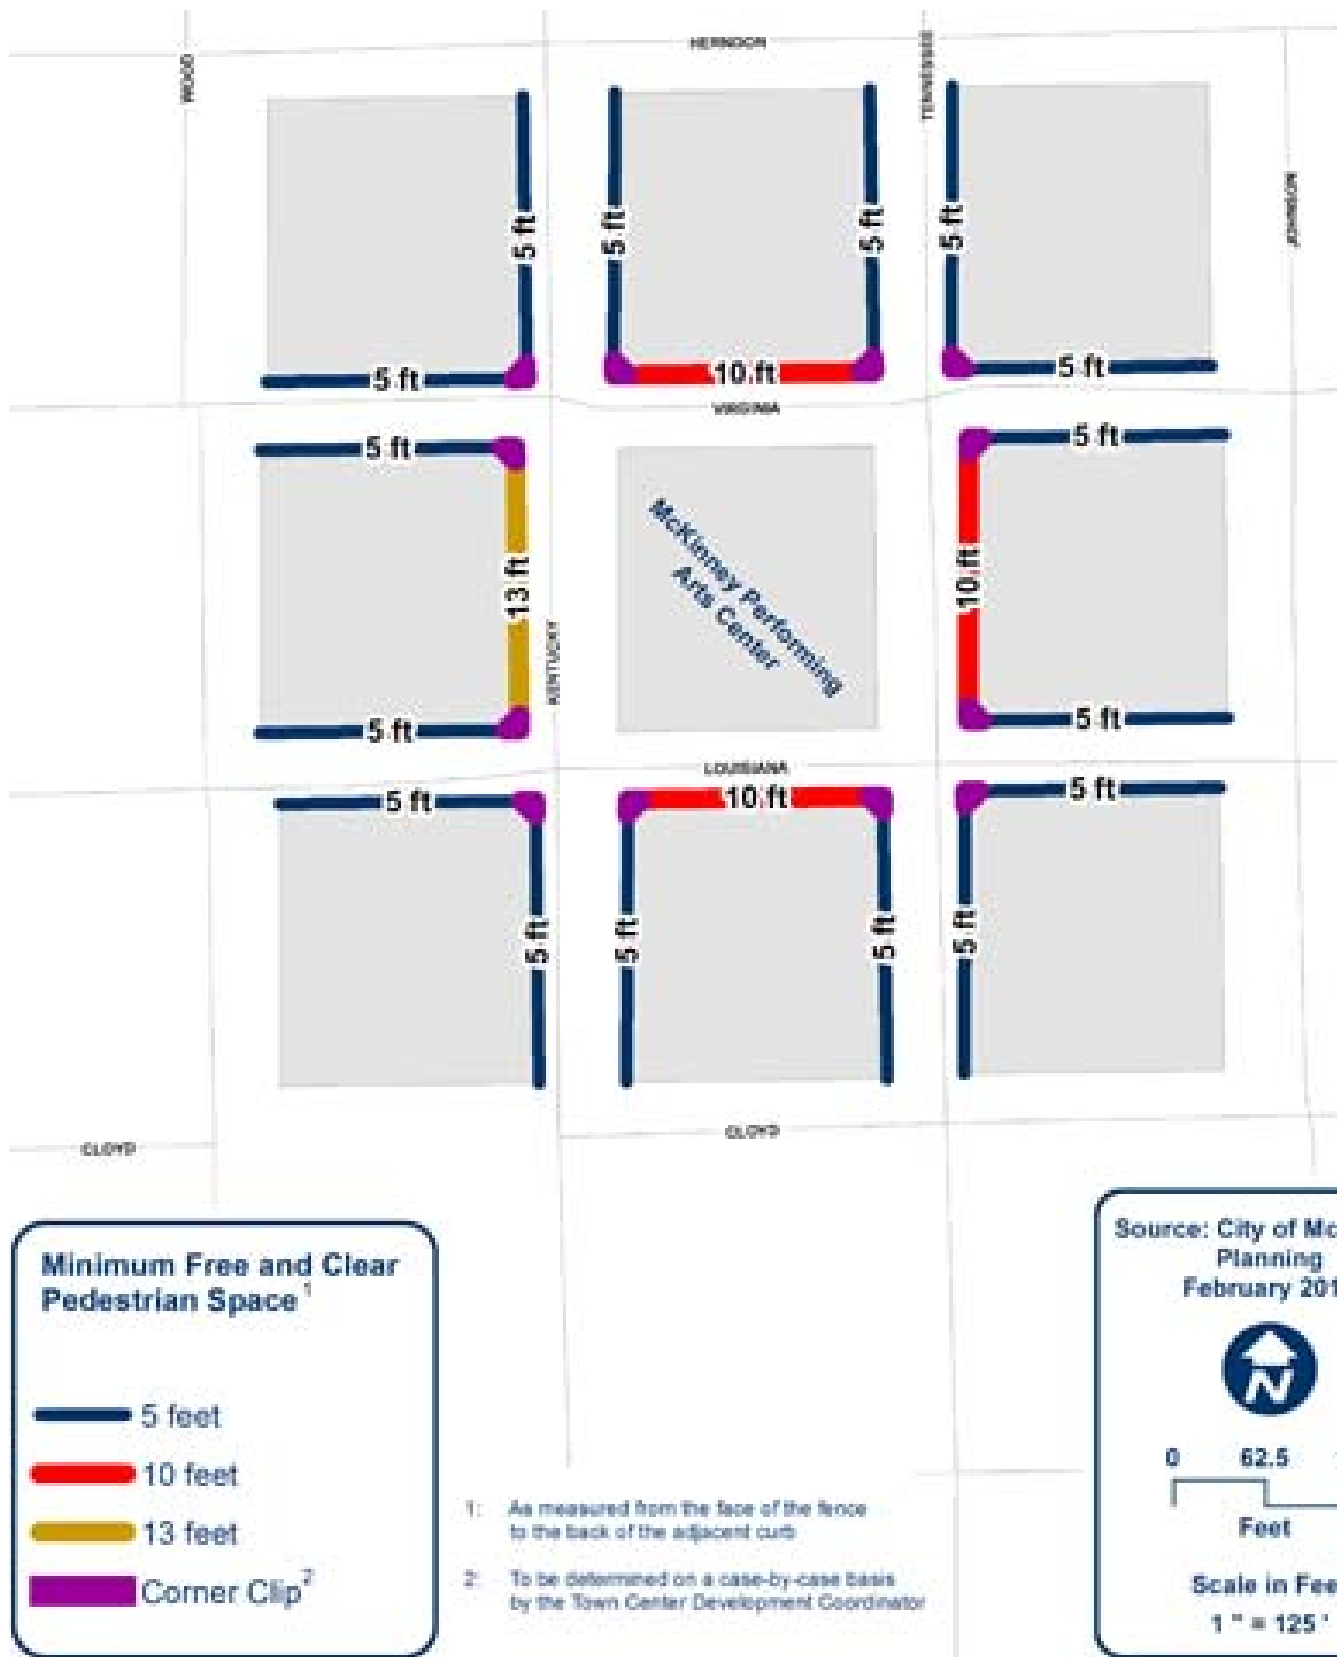 HERNDON
WOOD
TENNESSEE
5 ft
5 ft
5 ft
5 ft
5 ft
10 ft
5 ft
VIRGINIA
5 ft
5 ft
McKinney Performing
Arts Center
13 ft
10 ft
KENTUCKY
5 ft
5 ft
LOUISIANA
5 ft
10 ft
5 ft
5 ft
5 ft
5 ft
5 ft
CLOYD
CLOYD
Minimum Free and Clear
Pedestrian Space 1
5 feet
10 feet
13 feet
Corner Clip 2
1: As measured from the face of the fence
to the back of the adjacent curb
2: To be determined on a case-by-case basis
by the Town Center Development Coordinator
Source: City of
Planning
February
N
0 62.5
Feet
Scale in
1 " = 125 '